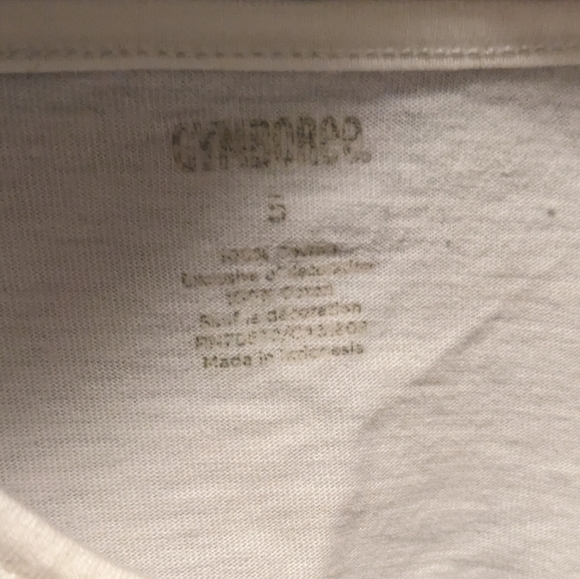 GYMBORee
5
100% Cotton
Exclusive of decoration
100% Coton
Sauf la décoration
Made in Indonesia